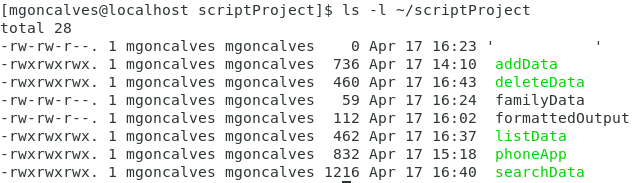 [mgoncalves@localhost scriptProject]$ ls -l ~/scriptProject
total 28
-rw-rw-r--. 1 mgoncalves mgoncalves    0 Apr 17 16:23 '           '
-rwxrwxrwx. 1 mgoncalves mgoncalves  736 Apr 17 14:10  addData
-rwxrwxrwx. 1 mgoncalves mgoncalves  460 Apr 17 16:43  deleteData
-rw-rw-r--. 1 mgoncalves mgoncalves   59 Apr 17 16:24  familyData
-rw-rw-r--. 1 mgoncalves mgoncalves  112 Apr 17 16:02  formattedOutput
-rwxrwxrwx. 1 mgoncalves mgoncalves  462 Apr 17 16:37  listData
-rwxrwxrwx. 1 mgoncalves mgoncalves  832 Apr 17 15:18  phoneApp
-rwxrwxrwx. 1 mgoncalves mgoncalves 1216 Apr 17 16:40  searchData